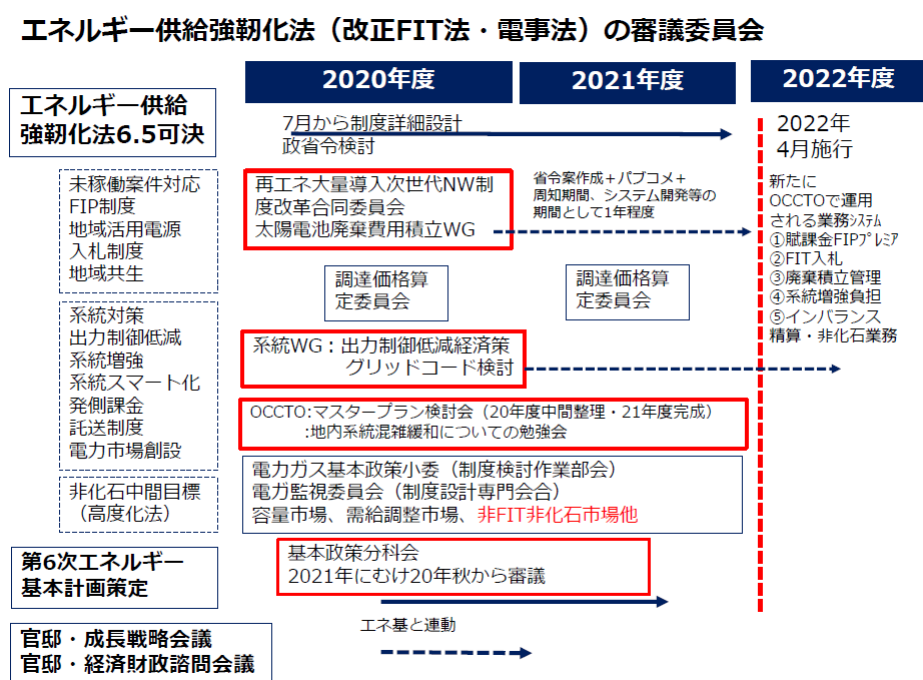 エネルギー供給強靭化法（改正FIT法・電事法）の審議委員会
2020年度
2021年度
2022年度
エネルギー供給
強靭化法6.5可決
7月から制度詳細設計
政省令検討
2022年
4月施行
未稼働案件対応
FIP制度
地域活用電源
入札制度
地域共生
再エネ大量導入次世代NW制
度改革合同委員会
太陽電池廃棄費用積立WG
省令案作成＋パブコメ＋
周知期間、システム開発等の
期間として1年程度
新たに
OCCTOで運用
される業務ｼｽﾃﾑ
①賦課金FIPﾌﾟﾚﾐｱ
②FIT入札
③廃棄積立管理
④系統増強負担
⑤インバランス
精算・非化石業務
調達価格算
定委員会
調達価格算
定委員会
系統対策
出力制御低減
系統増強
系統スマート化
発側課金
託送制度
電力市場創設
系統WG：出力制御低減経済策
グリッドコード検討
OCCTO:マスタープラン検討会（20年度中間整理・21年度完成）
:地内系統混雑緩和についての勉強会
電力ガス基本政策小委（制度検討作業部会）
電ガ監視委員会（制度設計専門会合）
容量市場、需給調整市場、非FIT非化石市場他
非化石中間目標
（高度化法）
第6次エネルギー
基本計画策定
基本政策分科会
2021年にむけ20年秋から審議
エネ基と連動
官邸・成長戦略会議
官邸・経済財政諮問会議